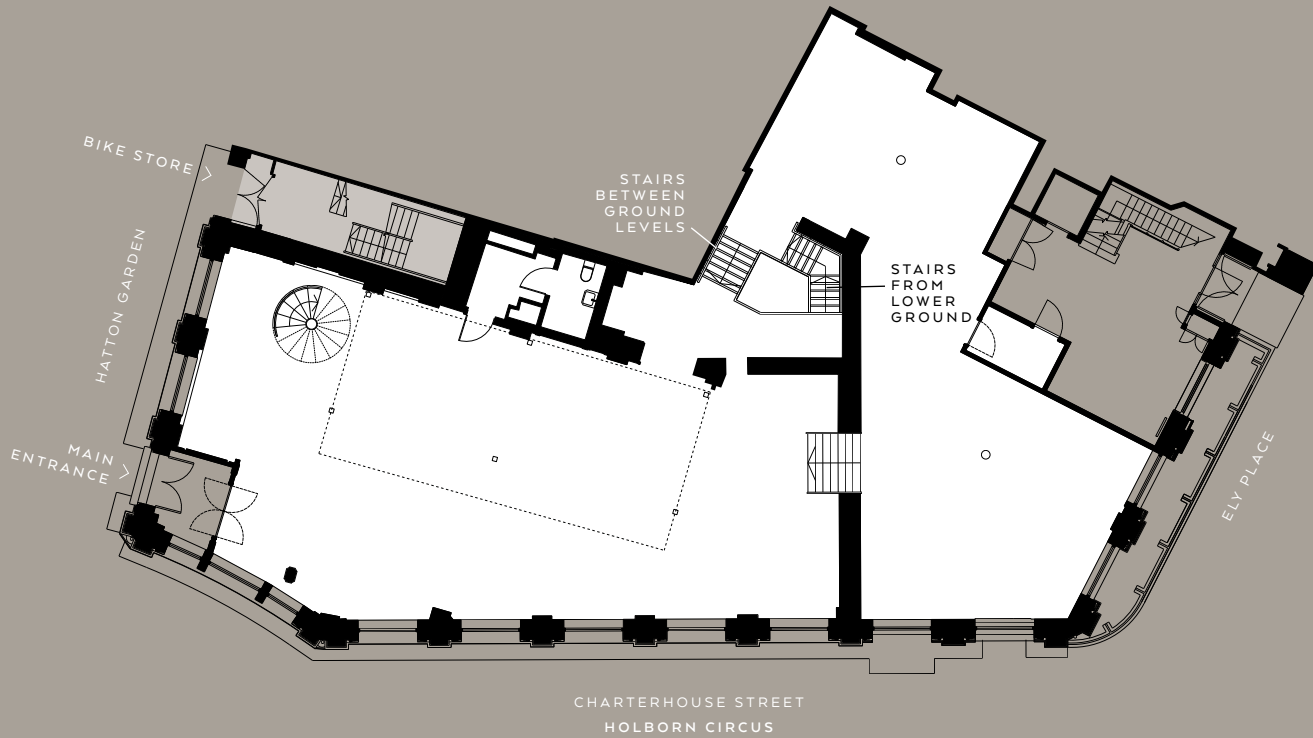 BIKE STORE
HATTON GARDEN
MAIN
ENTRANCE
STAIRS
BETWEEN
GROUND
LEVELS
STAIRS
FROM
LOWER
GROUND
ELY PLACE
CHARTERHOUSE STREET
HOLBORN CIRCUS